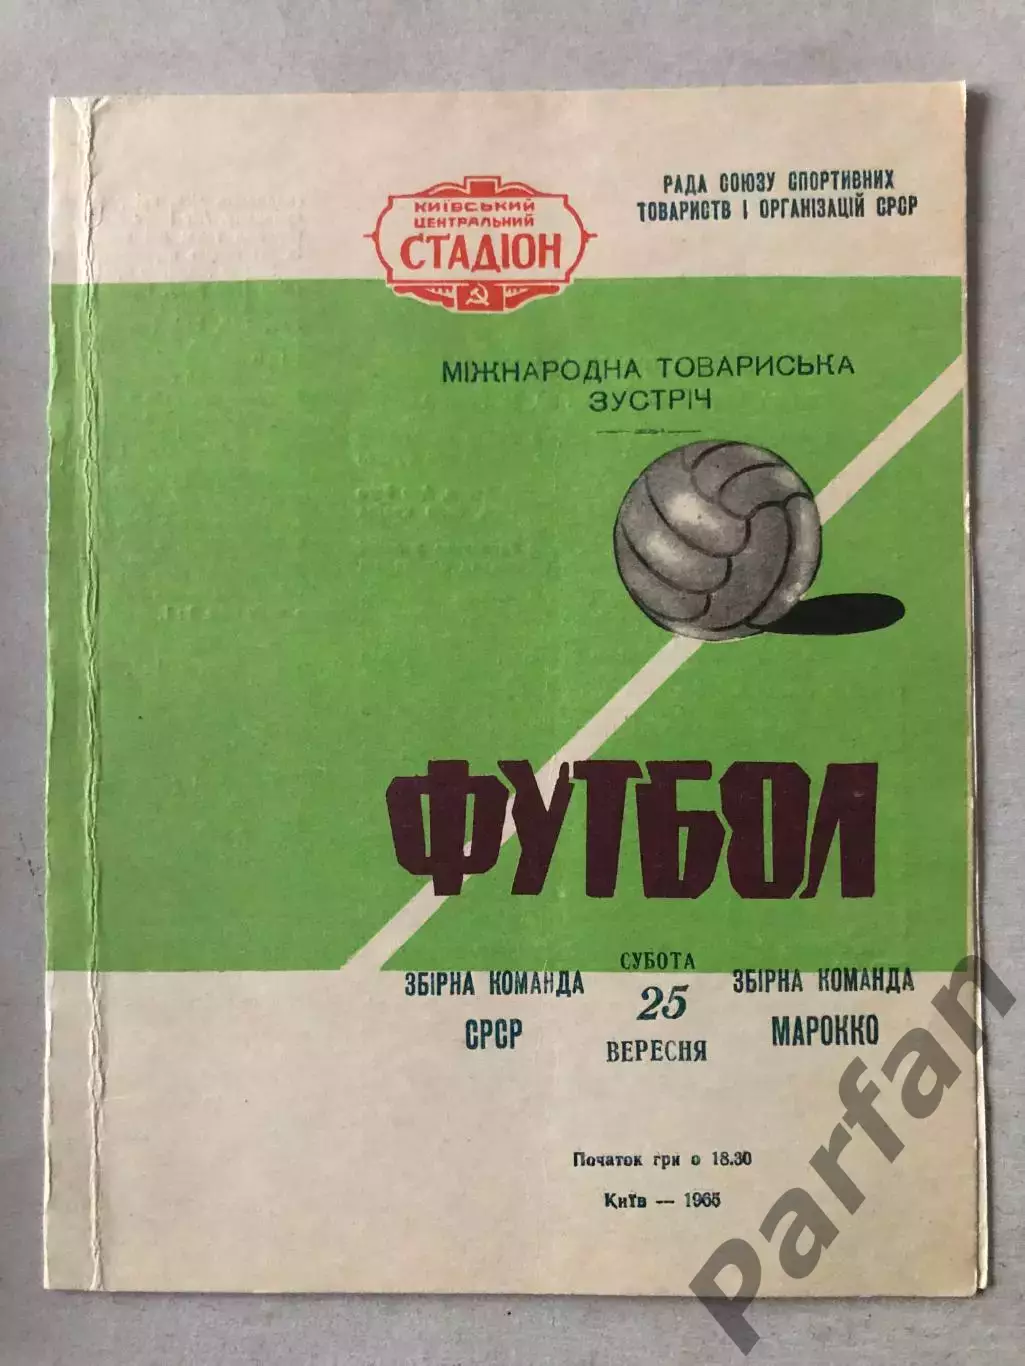 КИЇВСЬКИЙ
ЦЕНТРАЛЬНИЙ
СТАДІОН
РАДА СОЮЗУ СПОРТИВНИХ
ТОВАРИСТВ І ОРГАНІЗАЦІЙ СРСР
МІЖНАРОДНА ТОВАРИСЬКА
ЗУСТРІЧ
ФУТБОЛ
ЗБІРНА КОМАНДА
СРСР
СУБОТА
25
ВЕРЕСНЯ
ЗБІРНА КОМАНДА
МАРОККО
Початок гри о 18.30
Київ — 1965
Parfan